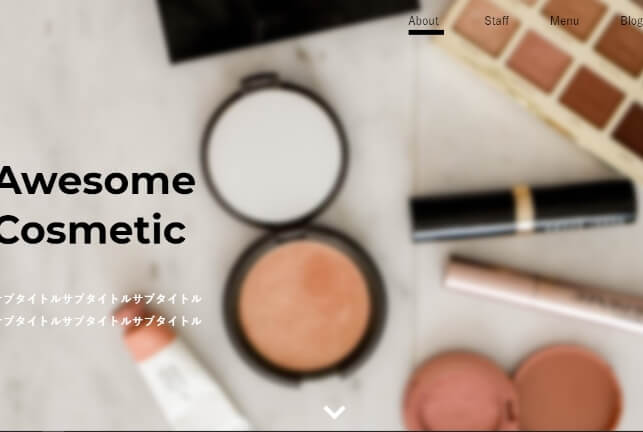 About Staff Menu Blog
Awesome
Cosmetic
サブタイトルサブタイトルサブタイトル
サブタイトルサブタイトルサブタイトル